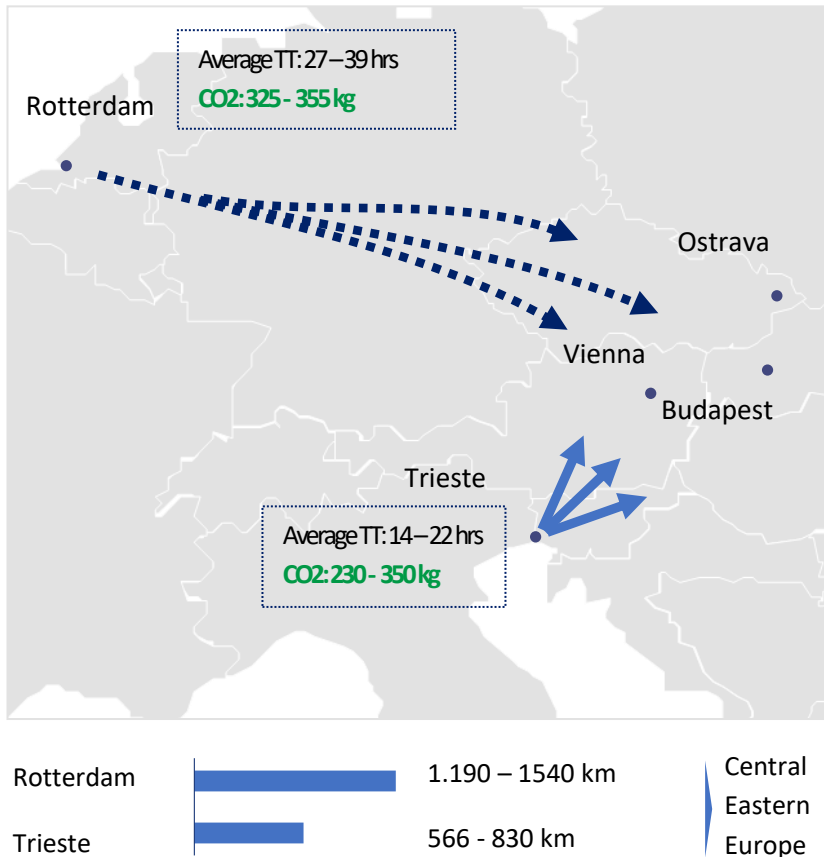 Average TT: 27 – 39 hrs
CO2: 325 - 355 kg
Rotterdam
Ostrava
Vienna
Budapest
Trieste
Average TT: 14 – 22 hrs
CO2: 230 - 350 kg
Rotterdam
1.190 – 1540 km
Trieste
566 - 830 km
Central
Eastern
Europe